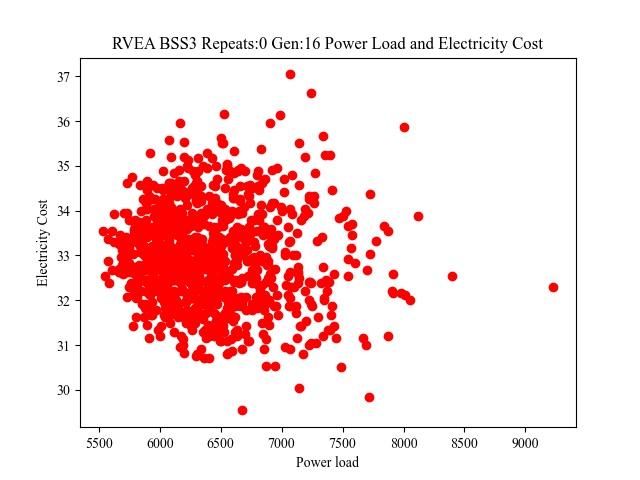 RVEA BSS3 Repeats:0 Gen:16 Power Load and Electricity Cost
37
36
35
34
33
32
31
30
Electricity Cost
5500 6000 6500 7000 7500 8000 8500 9000
Power load